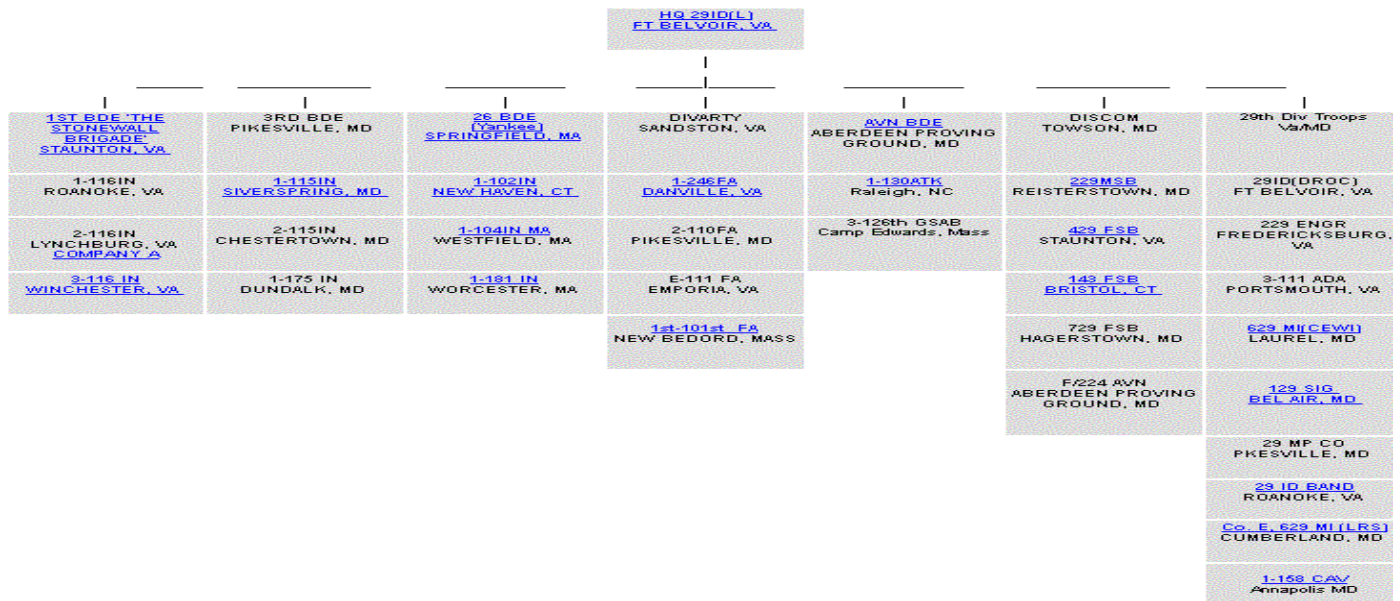 HQ 29ID(L)
FT BELVOIR, VA
1ST BDE 'THE
STONEWALL
BRIGADE'
STAUNTON, VA
1-116IN
ROANOKE, VA
2-116IN
LYNCHBURG, VA
COMPANY A
3-116 IN
WINCHESTER, VA
3RD BDE
PIKESVILLE, MD
1-115IN
SIVERSPRING, MD
2-115IN
CHESTERTOWN, MD
1-175 IN
DUNDALK, MD
26 BDE
(Yankee)
SPRINGFIELD, MA
1-102IN
NEW HAVEN, CT
1-104IN MA
WESTFIELD, MA
1-181 IN
WORCESTER, MA
DIVARTY
SANDSTON, VA
1-246FA
DANVILLE, VA
2-110FA
PIKESVILLE, MD
E-111 FA
EMPORIA, VA
1st-101st FA
NEW BEDORD, MASS
AVN BDE
ABERDEEN PROVING
GROUND, MD
1-130ATK
Raleigh, NC
3-126th GSAB
Camp Edwards, Mass
DISCOM
TOWSON, MD
229MSB
REISTERSTOWN, MD
429 FSB
STAUNTON, VA
143 FSB
BRISTOL, CT
729 FSB
HAGERSTOWN, MD
F/224 AVN
ABERDEEN PROVING
GROUND, MD
29th Div Troops
Va/MD
29ID(DROC)
FT BELVOIR, VA
229 ENGR
FREDERICKSBURG,
VA
3-111 ADA
PORTSMOUTH, VA
629 MI(CEWI)
LAUREL, MD
129 SIG
BEL AIR, MD
29 MP CO
PKESVILLE, MD
29 ID BAND
ROANOKE, VA
Co. E, 629 MI (LRS)
CUMBERLAND, MD
1-158 CAV
Annapolis MD